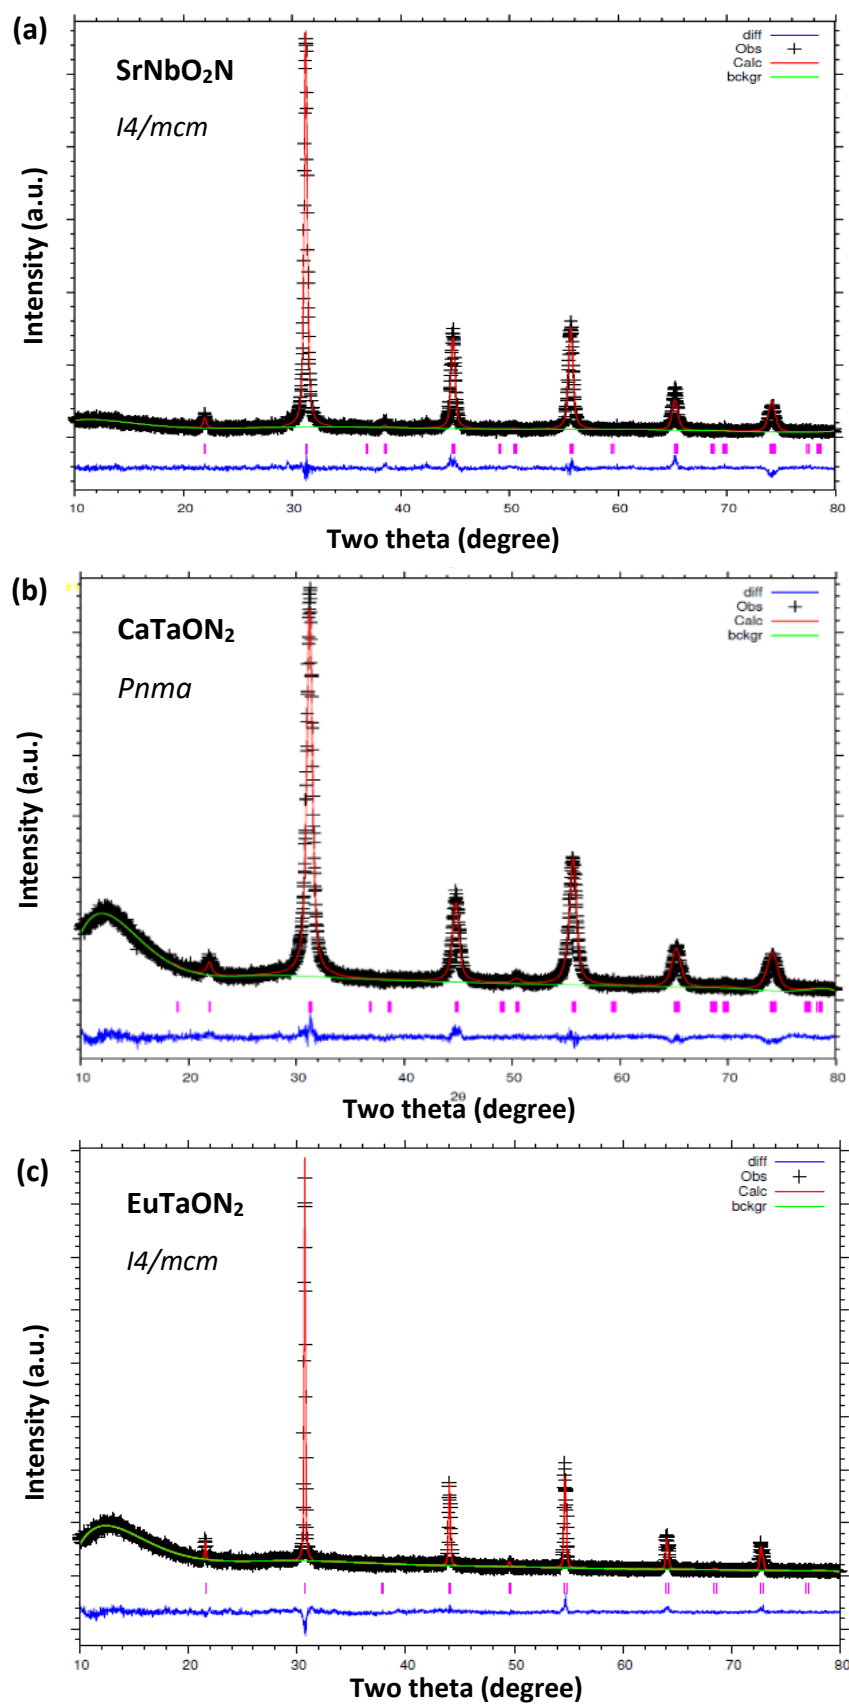 (a)
SrNbO₂N
I4/mcm
diff
Obs
Calc
bckgr
Intensity (a.u.)
10 20 30 40 50 60 70 80
Two theta (degree)
(b)
CaTaON₂
Pnma
diff
Obs
Calc
bckgr
Intensity (a.u.)
10 20 30 40 50 60 70 80
2θ
Two theta (degree)
(c)
EuTaON₂
I4/mcm
diff
Obs
Calc
bckgr
Intensity (a.u.)
10 20 30 40 50 60 70 80
Two theta (degree)